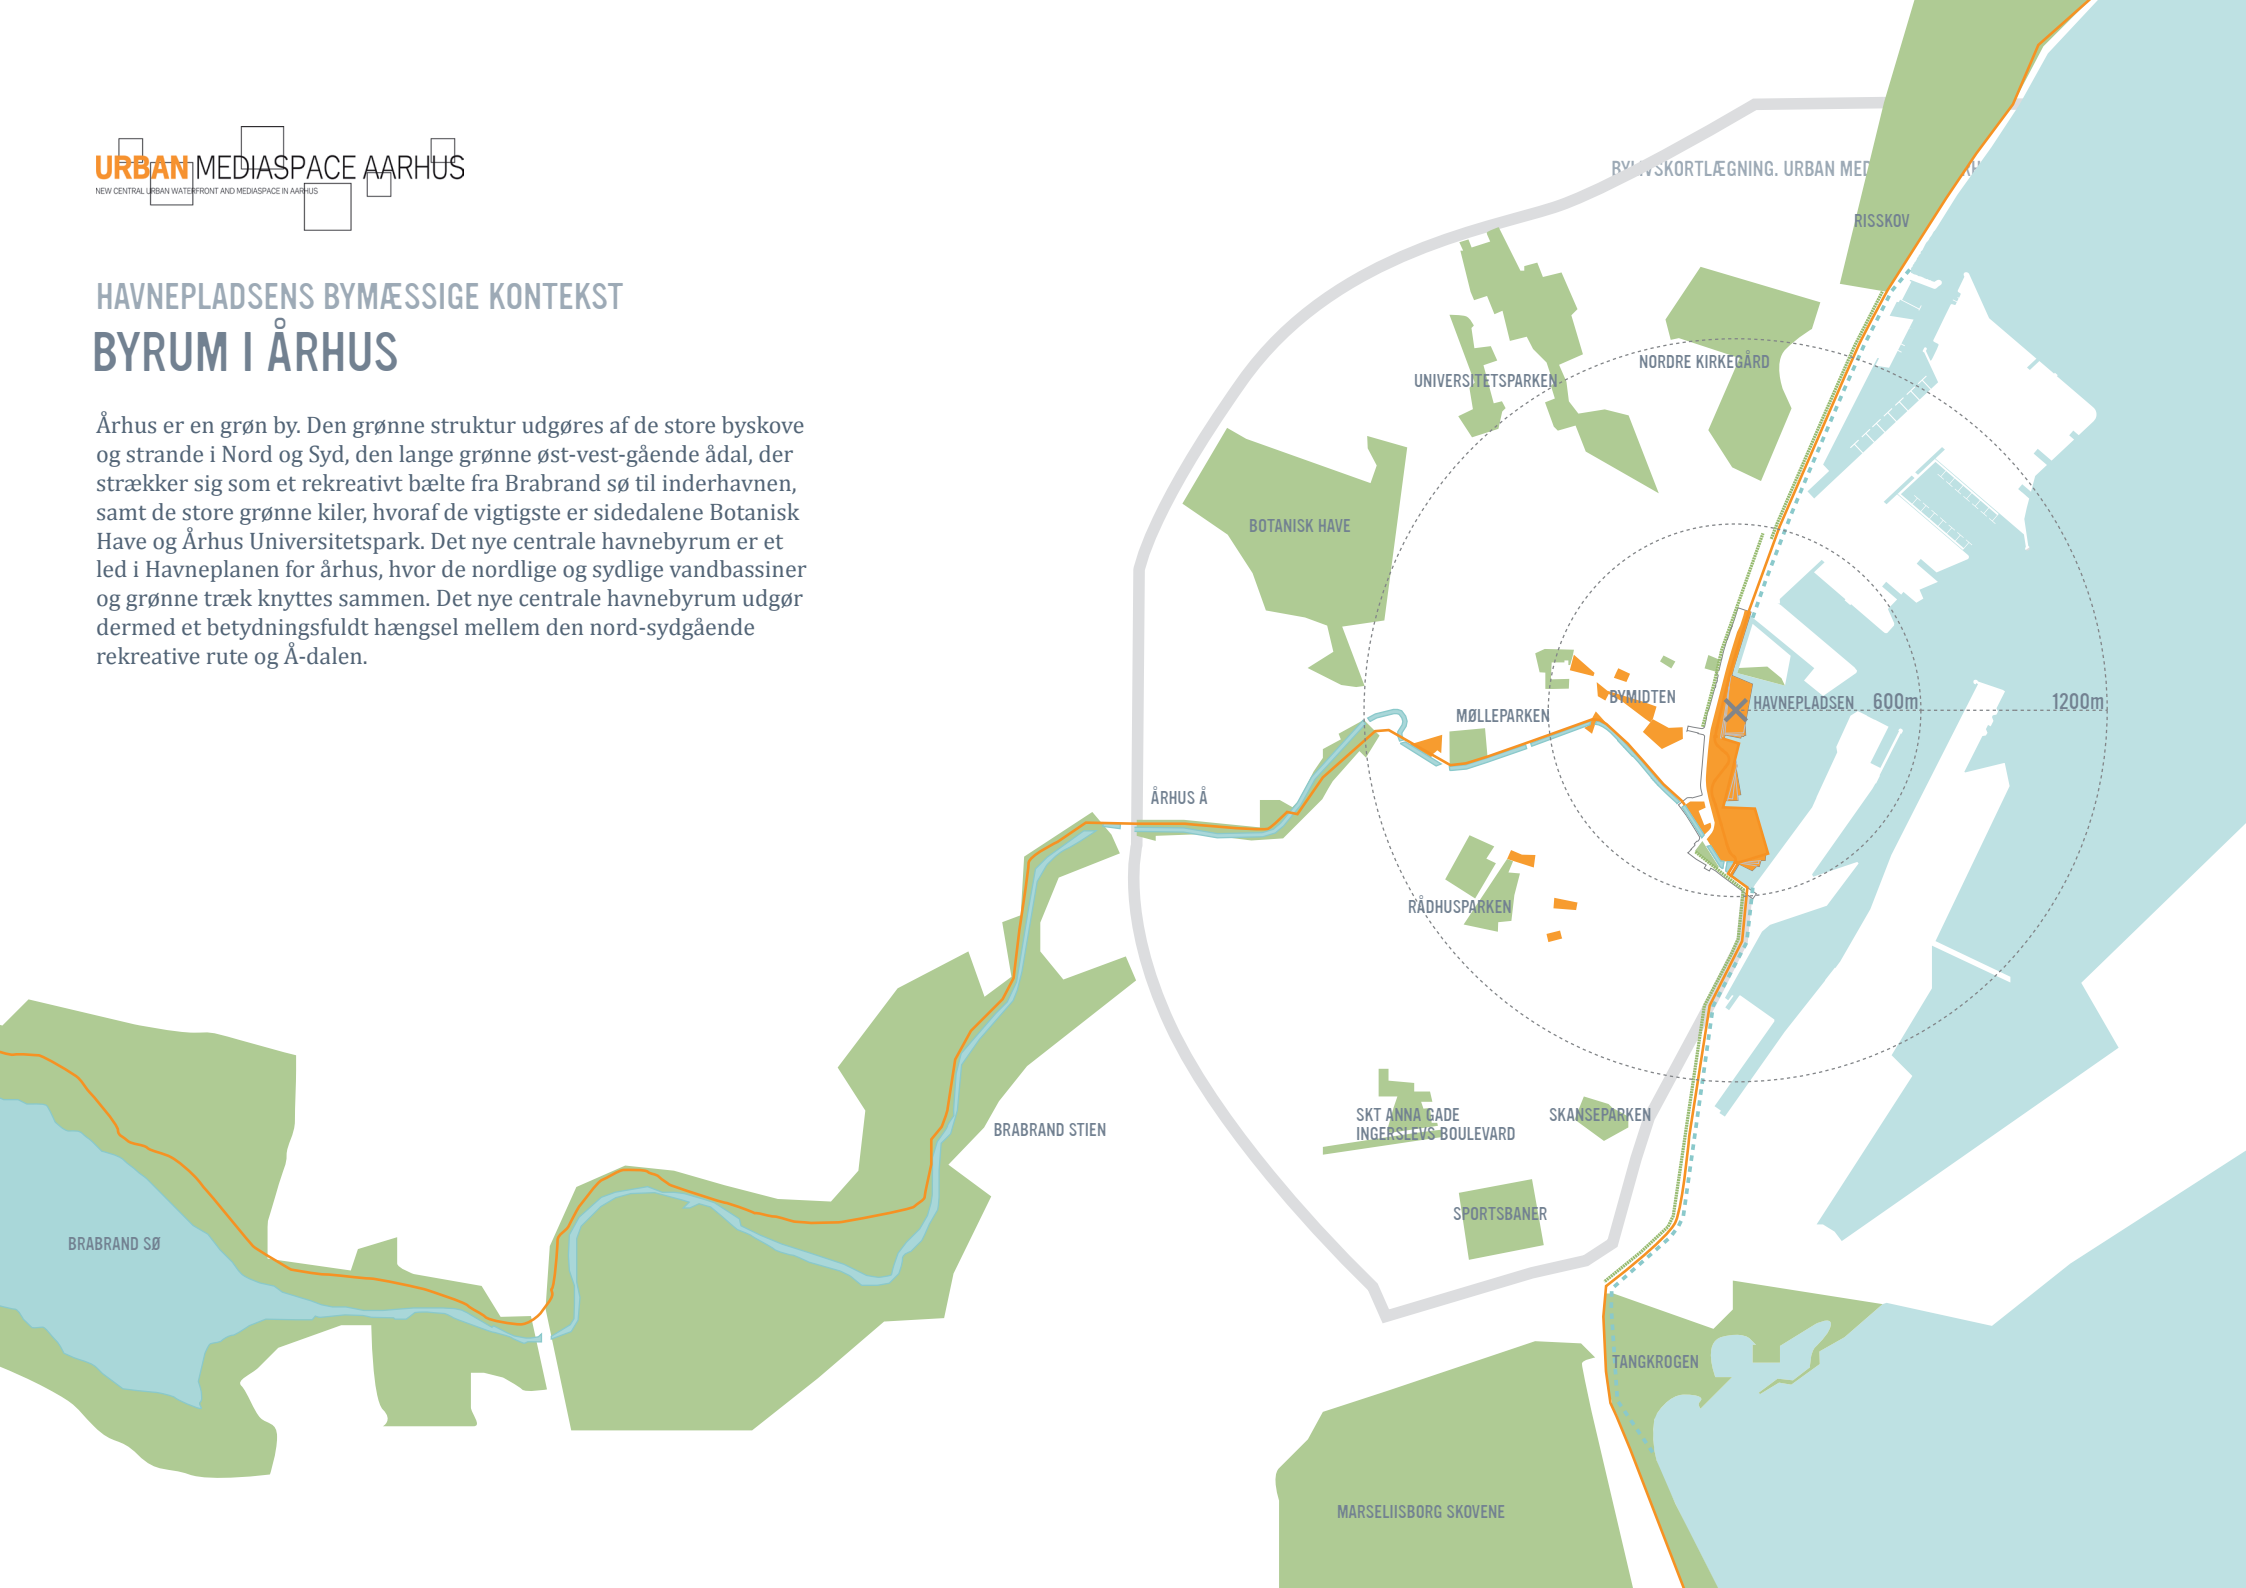 URBAN MEDIASPACE AARHUS
NEW CENTRAL URBAN WATERFRONT AND MEDIASPACE IN AARHUS
HAVNEPLADSENS BYMÆSSIGE KONTEKST
BYRUM I ÅRHUS
Århus er en grøn by. Den grønne struktur udgøres af de store byskove
og strande i Nord og Syd, den lange grønne øst-vest-gående ådal, der
strækker sig som et rekreativt bælte fra Brabrand sø til inderhavnen,
samt de store grønne kiler, hvoraf de vigtigste er sidedalene Botanisk
Have og Århus Universitetspark. Det nye centrale havnebyrum er et
led i Havneplanen for århus, hvor de nordlige og sydlige vandbassiner
og grønne træk knyttes sammen. Det nye centrale havnebyrum udgør
dermed et betydningsfuldt hængsel mellem den nord-sydgående
rekreative rute og Å-dalen.
URBAN
RISSKOV
NORDRE KIRKEGÅRD
UNIVERSITETSPARKEN
BOTANISK HAVE
BYMIDTEN
HAVNEPLADSEN
600m
1200m
MØLLEPARKEN
ÅRHUS Å
RÅDHUSPARKEN
SKT ANNA GADE
INGERSLEVS BOULEVARD
SKANSEPARKEN
BRABRAND STIEN
SPORTSBANER
BRABRAND SØ
TANGKROGEN
MARSELIISBORG SKOVENE